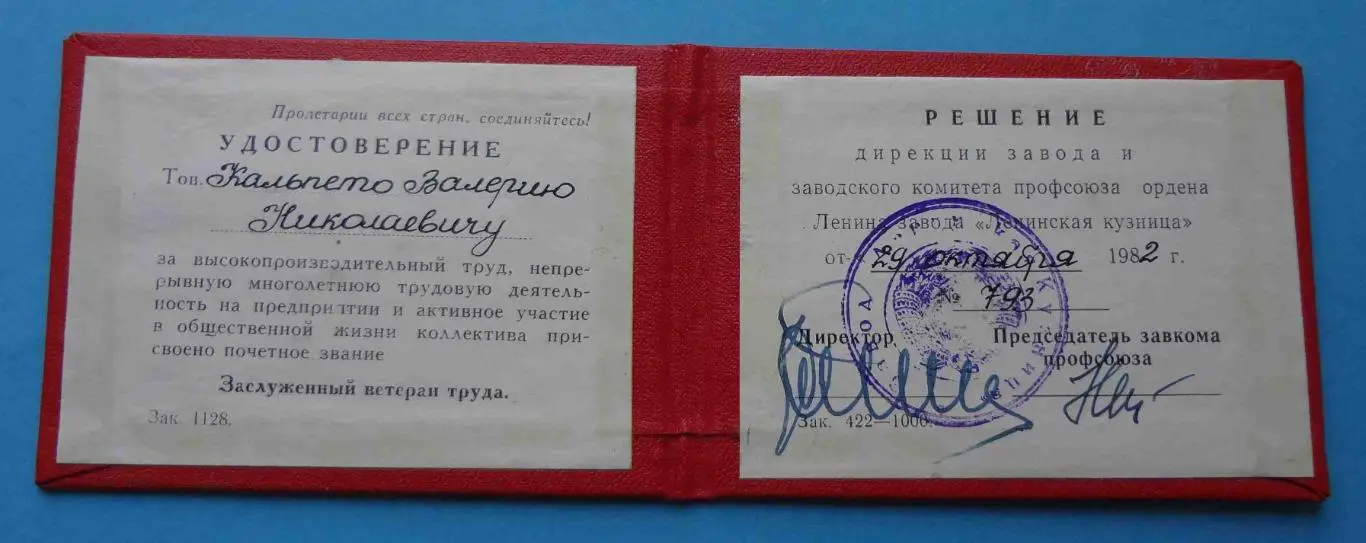 Пролетарии всех стран, соединяйтесь!
УДОСТОВЕРЕНИЕ
Тов. Кальпето Валерию
Николаевичу
за высокопроизводительный труд, непре-
рывную многолетнюю трудовую деятель-
ность на предприятии и активное участие
в общественной жизни коллектива при-
своено почетное звание
Заслуженный ветеран труда.
Зак. 1128.
РЕШЕНИЕ
дирекции завода и
заводского комитета профсоюза ордена
Ленина завода «Ленинская кузница»
от 29 октября 1982 г.
№ 793
Директор
Председатель завкома
профсоюза
Зак. 422—1000.